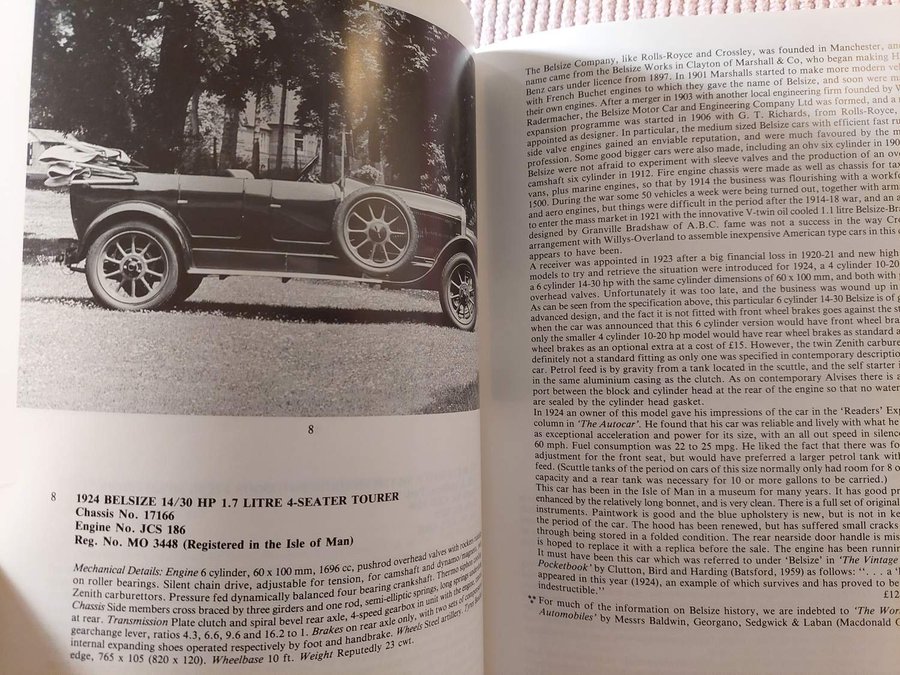 8
8 1924 BELSIZE 14/30 HP 1.7 LITRE 4-SEATER TOURER
Chassis No. 17166
Engine No. JCS 186
Reg. No. MO 3448 (Registered in the Isle of Man)
Mechanical Details: Engine 6 cylinder, 60 x 100 mm, 1696 cc, pushrod overhead valves with rockers
on roller bearings. Silent chain drive, adjustable for tension, for camshaft and dynamo/magneto.
Zenith carburettors. Pressure fed dynamically balanced four bearing crankshaft. Thermo syphon
Chassis Side members cross braced by three girders and one rod, semi-elliptic springs, long spring
at rear. Transmission Plate clutch and spiral bevel rear axle, 4-speed gearbox in unit with the engine,
gearchange lever, ratios 4.3, 6.6, 9.6 and 16.2 to 1. Brakes on rear axle only, with two sets of
internal expanding shoes operated respectively by foot and handbrake. Wheels Steel artillery. Tyres
edge, 765 x 105 (820 x 120). Wheelbase 10 ft. Weight Reputedly 23 cwt.
The Belsize Company, like Rolls-Royce and Crossley, was founded in Manchester, and
name came from the Belsize Works in Clayton of Marshall & Co, who began making H
Benz cars under licence from 1897. In 1901 Marshalls started to make more modern
with French Buchet engines to which they gave the name of Belsize, and soon were
their own engines. After a merger in 1903 with another local engineering firm founded by
Radermacher, the Belsize Motor Car and Engineering Company Ltd was formed, and a
expansion programme was started in 1906 with G. T. Richards, from Rolls-Royce,
appointed as designer. In particular, the medium sized Belsize cars with efficient fast
side valve engines gained an enviable reputation, and were much favoured by the
profession. Some good bigger cars were also made, including an ohv six cylinder in 190
Belsize were not afraid to experiment with sleeve valves and the production of an
camshaft six cylinder in 1912. Fire engine chassis were made as well as chassis for
vans, plus marine engines, so that by 1914 the business was flourishing with a
1500. During the war some 50 vehicles a week were being turned out, together with
and aero engines, but things were difficult in the period after the 1914-18 war, and an
to enter the mass market in 1921 with the innovative V-twin oil cooled 1.1 litre
designed by Granville Bradshaw of A.B.C. fame was not a success in the way
arrangement with Willys-Overland to assemble inexpensive American type cars in this
appears to have been.
A receiver was appointed in 1923 after a big financial loss in 1920-21 and new high
models to try and retrieve the situation were introduced for 1924, a 4 cylinder 10-20
a 6 cylinder 14-30 HP with the same cylinder dimensions of 60 x 100 mm, and both with
overhead valves. Unfortunately it was too late, and the business was wound up in
As can be seen from the specification above, this particular 6 cylinder 14-30 Belsize is of
advanced design, and the fact it is not fitted with front wheel brakes goes against the
when the car was announced that this 6 cylinder version would have front wheel
only the smaller 4 cylinder 10-20 hp model would have rear wheel brakes as standard
wheel brakes as an optional extra at a cost of £15. However, the twin Zenith
definitely not a standard fitting as only one was specified in contemporary
car. Petrol feed is by gravity from a tank located in the scuttle, and the self starter
in the same aluminium casing as the clutch. As on contemporary Alvises there is a
port between the block and cylinder head at the rear of the engine so that no
are sealed by the cylinder head gasket.
In 1924 an owner of this model gave his impressions of the car in the 'Readers'
column in 'The Autocar'. He found that his car was reliable and lively with what he
as exceptional acceleration and power for its size, with an all out speed in silence
60 mph. Fuel consumption was 22 to 25 mpg. He liked the fact that there was
adjustment for the front seat, but would have preferred a larger petrol tank with
feed. (Scuttle tanks of the period on cars of this size normally only had room for 8 o
capacity and a rear tank was necessary for 10 or more gallons to be carried.)
This car has been in the Isle of Man in a museum for many years. It has good
enhanced by the relatively long bonnet, and is very clean. There is a full set of original
instruments. Paintwork is good and the blue upholstery is new, but is not in
the period of the car. The hood has been renewed, but has suffered small cracks
through being stored in a folded condition. The rear nearside door handle is
is hoped to replace it with a replica before the sale. The engine has been
It must have been this car which was referred to under 'Belsize' in 'The Vintage
Pocketbook' by Clutton, Bird and Harding (Batsford, 1959) as follows: ". . . . a
appeared in this year (1924), an example of which survives and has proved to be
indestructible."
£12
For much of the information on Belsize history, we are indebted to 'The
Automobiles' by Messrs Baldwin, Georgano, Sedgwick & Laban (Macdonald